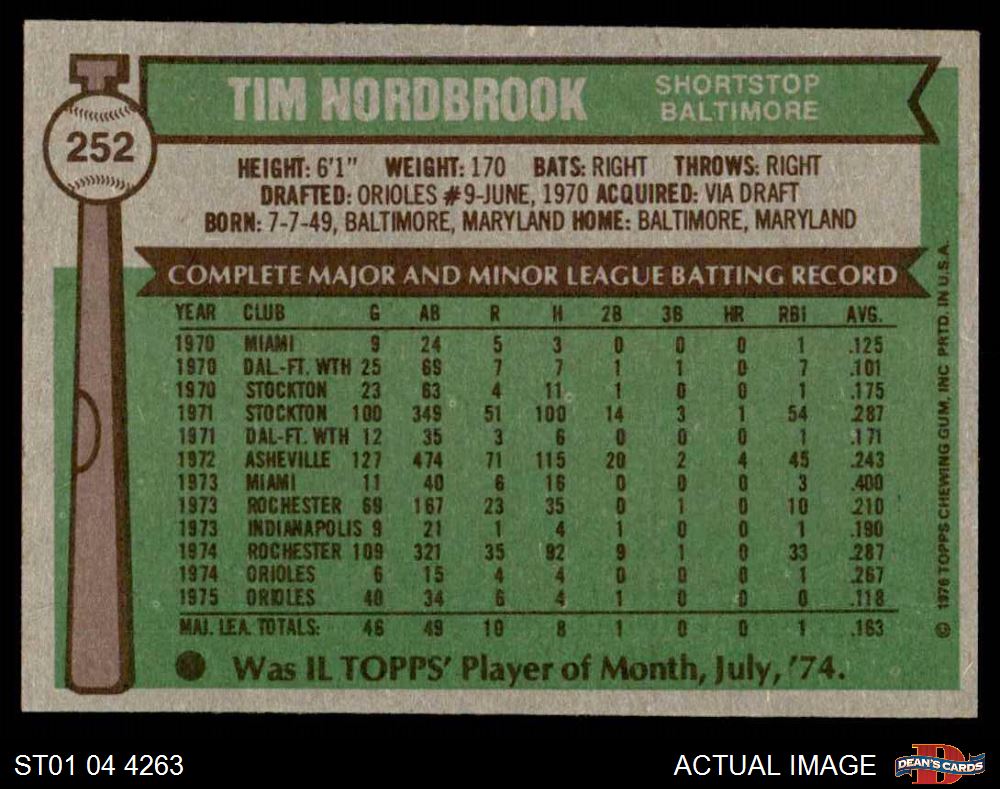 TIM NORDBROOK
SHORTSTOP
BALTIMORE
252
HEIGHT: 6'1" WEIGHT: 170 BATS: RIGHT THROWS: RIGHT
DRAFTED: ORIOLES #9-JUNE, 1970 ACQUIRED: VIA DRAFT
BORN: 7-7-49, BALTIMORE, MARYLAND HOME: BALTIMORE, MARYLAND
COMPLETE MAJOR AND MINOR LEAGUE BATTING RECORD
YEAR CLUB G AB R H 2B 3B HR RBI AVG.
1970 MIAMI 9 24 5 3 0 0 0 1 .125
1970 DAL.-FT. WTH 25 69 7 7 1 1 0 7 .101
1970 STOCKTON 23 63 4 11 1 0 0 1 .175
1971 STOCKTON 100 349 51 100 14 3 1 54 .287
1971 DAL-FT. WTH 12 35 3 6 0 0 0 1 .171
1972 ASHEVILLE 127 474 71 115 20 2 4 45 .243
1973 MIAMI 11 40 6 16 0 0 0 3 .400
1973 ROCHESTER 69 167 23 35 0 1 0 10 .210
1973 INDIANAPOLIS 9 21 1 4 1 0 0 1 .190
1974 ROCHESTER 109 321 35 92 9 1 0 33 .287
1974 ORIOLES 6 15 4 4 0 0 0 1 .267
1975 ORIOLES 40 34 6 4 1 0 0 0 .118
MAJ. LEA. TOTALS: 46 49 10 8 1 0 0 1 .163
Was IL TOPPS' Player of Month, July, '74.
© 1976 TOPPS CHEWING GUM, INC PRTD. IN U.S.A.
ST01 04 4263
ACTUAL IMAGE
DEAN'S CARDS